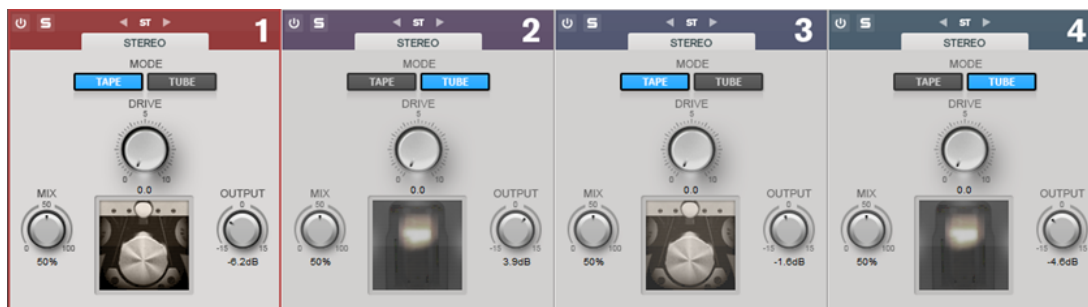 S ST 1
STEREO
MODE
TAPE TUBE
DRIVE
5
0 10
0.0
MIX
50
0 100
50%
OUTPUT
0
-15 15
-6.2dB
S ST 2
STEREO
MODE
TAPE TUBE
DRIVE
5
0 10
0.0
MIX
50
0 100
50%
OUTPUT
0
-15 15
3.9dB
S ST 3
STEREO
MODE
TAPE TUBE
DRIVE
5
0 10
0.0
MIX
50
0 100
50%
OUTPUT
0
-15 15
-1.6dB
S ST 4
STEREO
MODE
TAPE TUBE
DRIVE
5
0 10
0.0
MIX
50
0 100
50%
OUTPUT
0
-15 15
-4.6dB